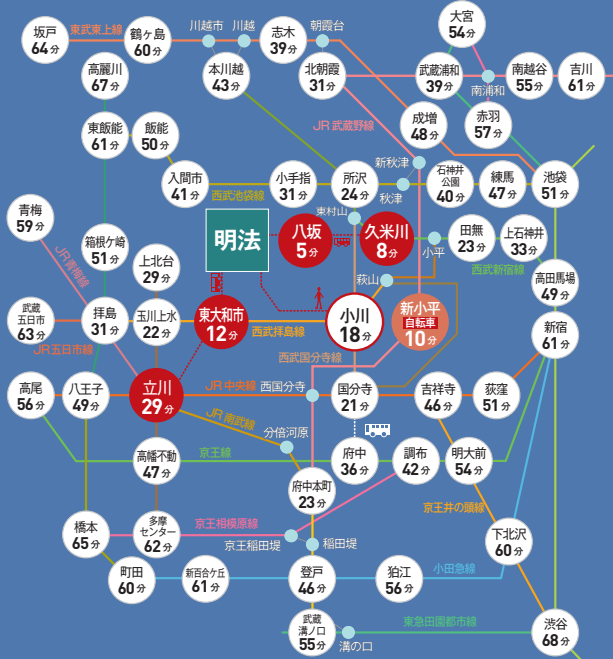 大宮
54分
坂戸
64分
東武東上線
鶴ヶ島
60分
川越市
川越
志木
39分
朝霞台
高麗川
67分
本川越
43分
北朝霞
31分
武蔵浦和
39分
南浦和
南越谷
55分
吉川
61分
JR武蔵野線
成増
48分
赤羽
57分
東飯能
61分
飯能
50分
新秋津
入間市
41分
西武池袋線
小手指
31分
所沢
24分
秋津
石神井
公園
40分
練馬
47分
池袋
51分
青梅
59分
明法
八坂
5分
東村山
久米川
8分
小平
田無
23分
上石神井
33分
西武新宿線
箱根ケ崎
51分
JR青梅線
上北台
29分
萩山
高田馬場
49分
武蔵
五日市
63分
拝島
31分
玉川上水
22分
東大和市
12分
西武拝島線
小川
18分
新小平
自転車
10分
新宿
61分
JR五日市線
西武国分寺線
高尾
56分
八王子
49分
立川
29分
JR中央線
西国分寺
国分寺
21分
吉祥寺
46分
荻窪
51分
JR南武線
分倍河原
京王線
高幡不動
47分
府中
36分
調布
42分
明大前
54分
府中本町
23分
京王井の頭線
橋本
65分
多摩
センター
62分
京王相模原線
京王稲田堤
稲田堤
下北沢
60分
町田
60分
新百合ケ丘
61分
登戸
46分
狛江
56分
小田急線
武蔵
溝ノ口
55分
溝の口
東急田園都市線
渋谷
68分